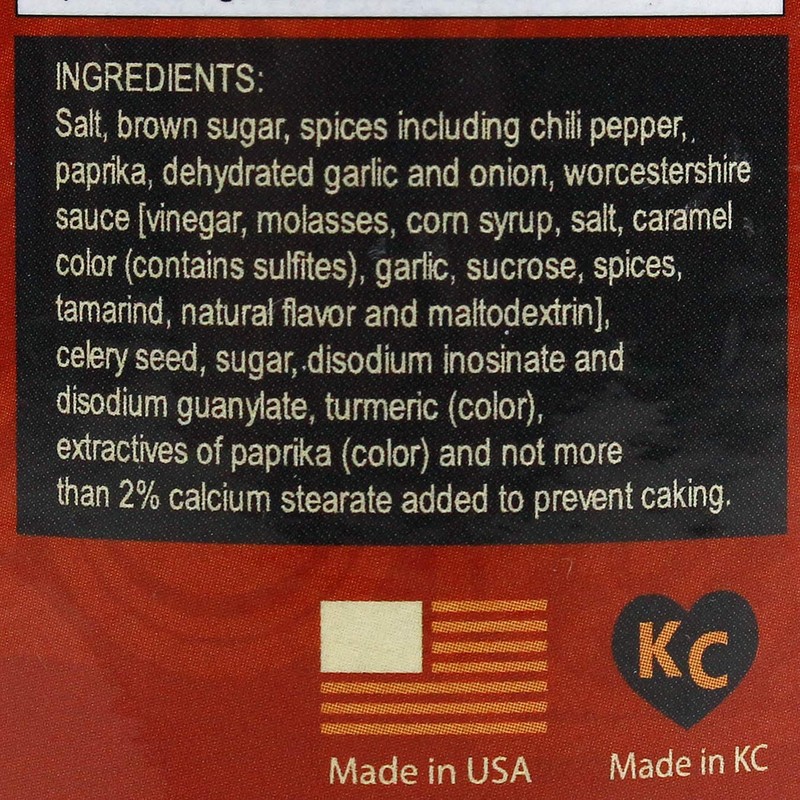 INGREDIENTS:
Salt, brown sugar, spices including chili pepper,
paprika, dehydrated garlic and onion, worcestershire
sauce [vinegar, molasses, corn syrup, salt, caramel
color (contains sulfites), garlic, sucrose, spices,
tamarind, natural flavor and maltodextrin],
celery seed, sugar, disodium inosinate and
disodium guanylate, turmeric (color),
extractives of paprika (color) and not more
than 2% calcium stearate added to prevent caking.
KC
Made in USA
Made in KC